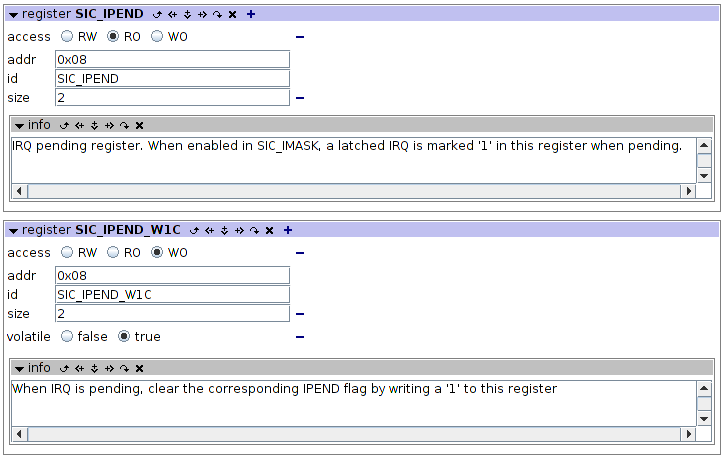 register SIC_IPEND
access RW RO WO
addr 0x08
id SIC_IPEND
size 2
info
IRQ pending register. When enabled in SIC_IMASK, a latched IRQ is marked '1' in this register when pending.
register SIC_IPEND_W1C
access RW RO WO
addr 0x08
id SIC_IPEND_W1C
size 2
volatile false true
info
When IRQ is pending, clear the corresponding IPEND flag by writing a '1' to this register